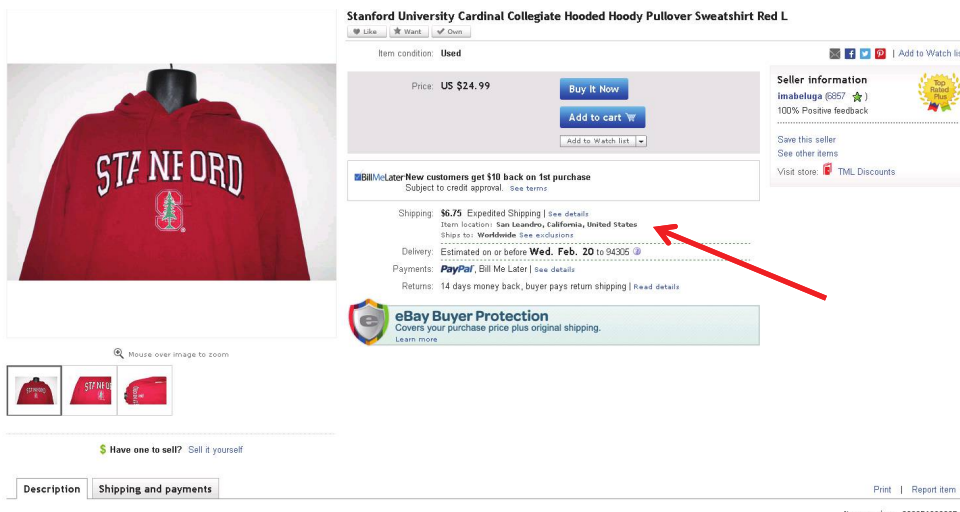 Stanford University Cardinal Collegiate Hooded Hoody Pullover Sweatshirt Red L
Like Want Own
Item condition: Used
| Add to Watch lis
Price: US $24.99
Buy It Now
Add to cart
Add to Watch list
Seller information
imabeluga (6857 )
100% Positive feedback
Top Rated Plus
Save this seller
See other items
Visit store: TML Discounts
STANFORD
BillMeLater New customers get $10 back on 1st purchase
Subject to credit approval. See terms
Shipping: $6.75 Expedited Shipping | See details
Item location: San Leandro, California, United States
Ships to: Worldwide See exclusions
Delivery: Estimated on or before Wed. Feb. 20 to 94305
Payments: PayPal, Bill Me Later | See details
Returns: 14 days money back, buyer pays return shipping | Read details
e
eBay Buyer Protection
Covers your purchase price plus original shipping.
Learn more
Mouse over image to zoom
Have one to sell? Sell it yourself
Description Shipping and payments
Print | Report item